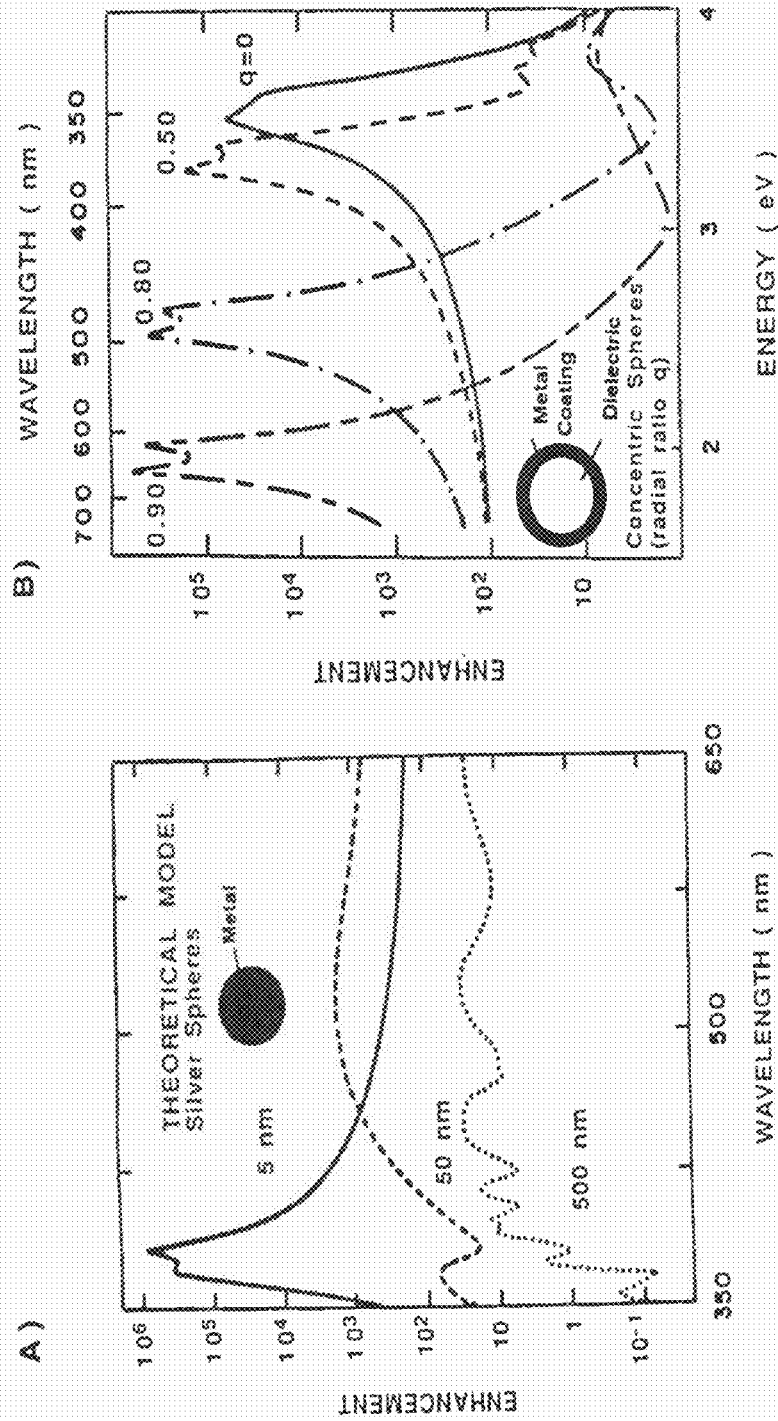 A)
THEORETICAL MODEL
Silver Spheres
Metal
5 nm
50 nm
500 nm
10⁶
10⁵
10⁴
10³
10²
10
1
10⁻¹
ENHANCEMENT
350
500
650
WAVELENGTH ( nm )
B)
WAVELENGTH ( nm )
700
600
500
400
350
0.90
0.80
0.50
q=0
10⁵
10⁴
10³
10²
10
ENHANCEMENT
Metal
Coating
Dielectric
Concentric Spheres
(radial ratio q)
2
3
4
ENERGY ( eV )